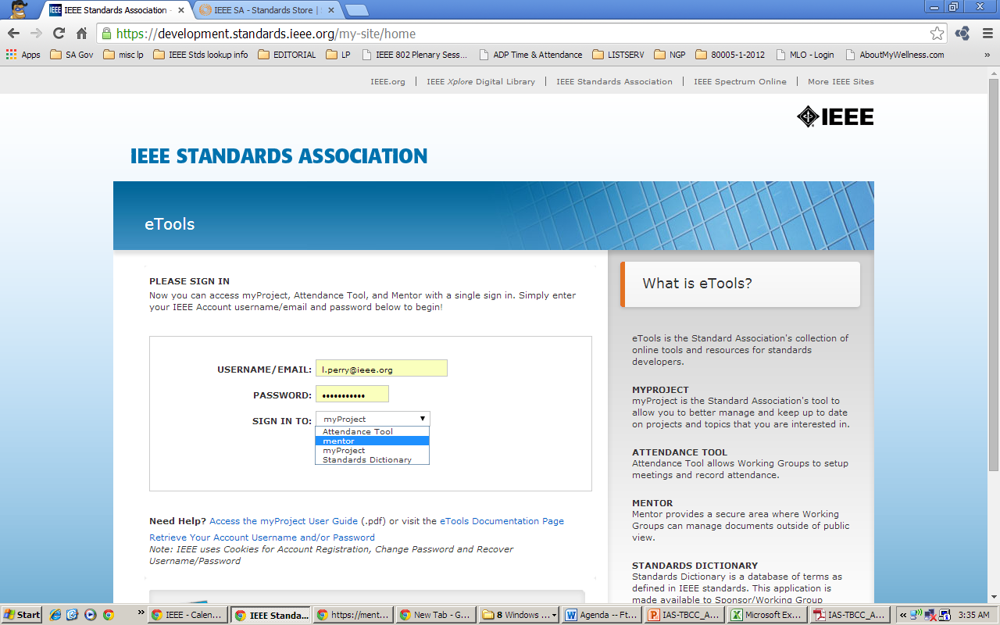 IEEE Standards Association -
IEEE SA - Standards Store |
https://development.standards.ieee.org/my-site/home
Apps SA Gov misc lp IEEE Stds lookup info EDITORIAL LP IEEE 802 Plenary Sess... ADP Time & Attendance LISTSERV NGP 80005-1-2012 MLO - Login AboutMyWellness.com »
IEEE.org | IEEE Xplore Digital Library | IEEE Standards Association | IEEE Spectrum Online | More IEEE Sites
IEEE
IEEE STANDARDS ASSOCIATION
eTools
PLEASE SIGN IN
Now you can access myProject, Attendance Tool, and Mentor with a single sign in. Simply enter
your IEEE Account username/email and password below to begin!
USERNAME/EMAIL: l.perry@ieee.org
PASSWORD: •••••••••••
SIGN IN TO: myProject
Attendance Tool
mentor
myProject
Standards Dictionary
Need Help? Access the myProject User Guide (.pdf) or visit the eTools Documentation Page
Retrieve Your Account Username and/or Password
Note: IEEE uses Cookies for Account Registration, Change Password and Recover
Username/Password
What is eTools?
eTools is the Standard Association's collection of
online tools and resources for standards
developers.
MYPROJECT
myProject is the Standard Association's tool to
allow you to better manage and keep up to date
on projects and topics that you are interested in.
ATTENDANCE TOOL
Attendance Tool allows Working Groups to setup
meetings and record attendance.
MENTOR
Mentor provides a secure area where Working
Groups can manage documents outside of public
view.
STANDARDS DICTIONARY
Standards Dictionary is a database of terms as
defined in IEEE standards. This application is
made available to Sponsor/Working Group
Start » IEEE - Calen... IEEE Standa... https://ment... New Tab - G... 8 Windows ... Agenda -- Ft... IAS-TBCC_A... Microsoft Ex... IAS-TBCC_A... « 3:35 AM